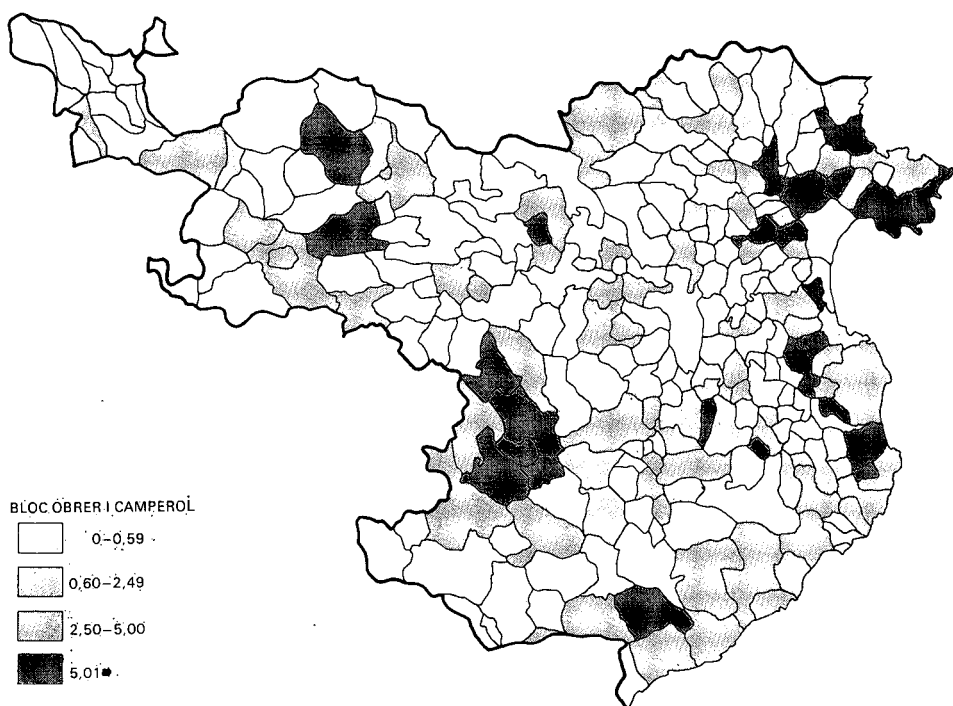 BLOC OBRER I CAMPEROL
0-0,59
0,60-2,49
2,50-5,00
5,01